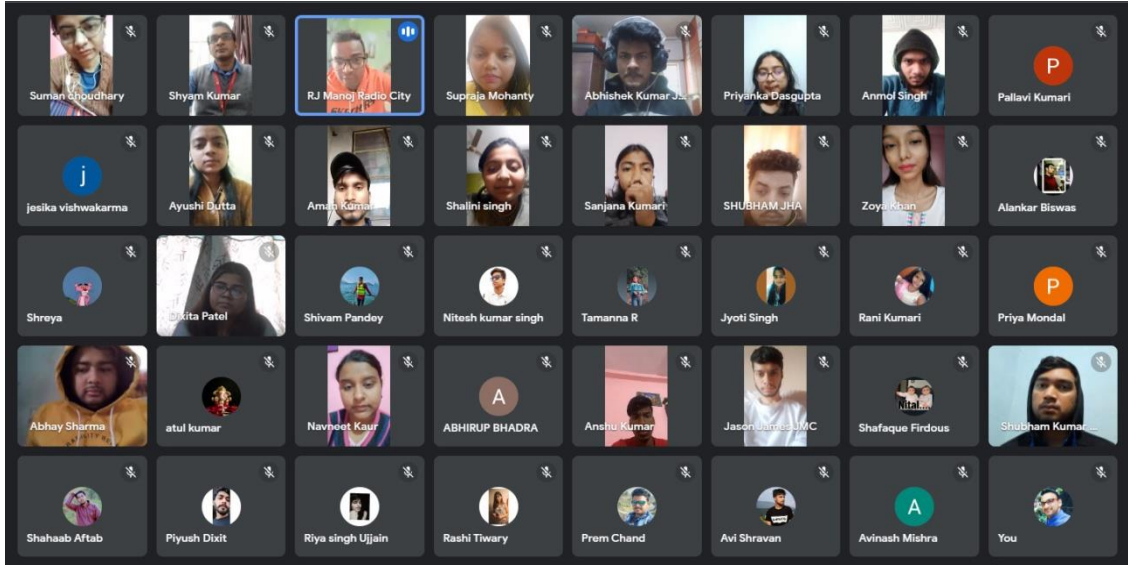 Suman choudhary
Shyam Kumar
RJ Manoj Radio City
Supraja Mohanty
Abhishek Kumar J...
Priyanka Dasgupta
Anmol Singh
P
Pallavi Kumari
j
jesika vishwakarma
Ayushi Dutta
Aman Kumar
Shalini singh
Sanjana Kumari
SHUBHAM JHA
Zoya Khan
Alankar Biswas
Shreya
Dixita Patel
Shivam Pandey
Nitesh kumar singh
Tamanna R
Jyoti Singh
Rani Kumari
P
Priya Mondal
Abhay Sharma
atul kumar
Navneet Kaur
A
ABHIRUP BHADRA
Anshu Kumar
Jason James JMC
Nital
Shafaque Firdous
Shubham Kumar ...
Shahaab Aftab
Piyush Dixit
Riya singh Ujjain
Rashi Tiwary
Prem Chand
Avi Shravan
A
Avinash Mishra
You